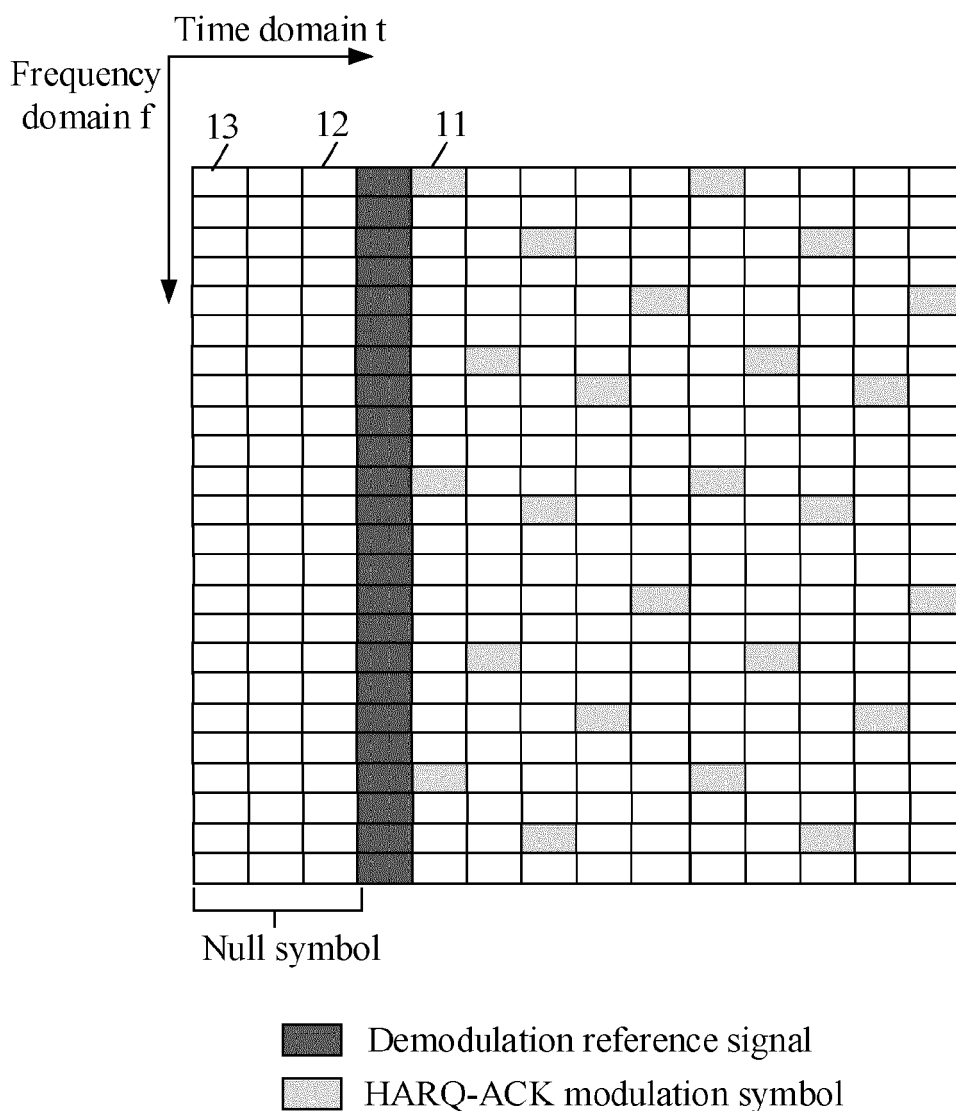 Time domain t
Frequency
domain f
13
12
11
Null symbol
Demodulation reference signal
HARQ-ACK modulation symbol